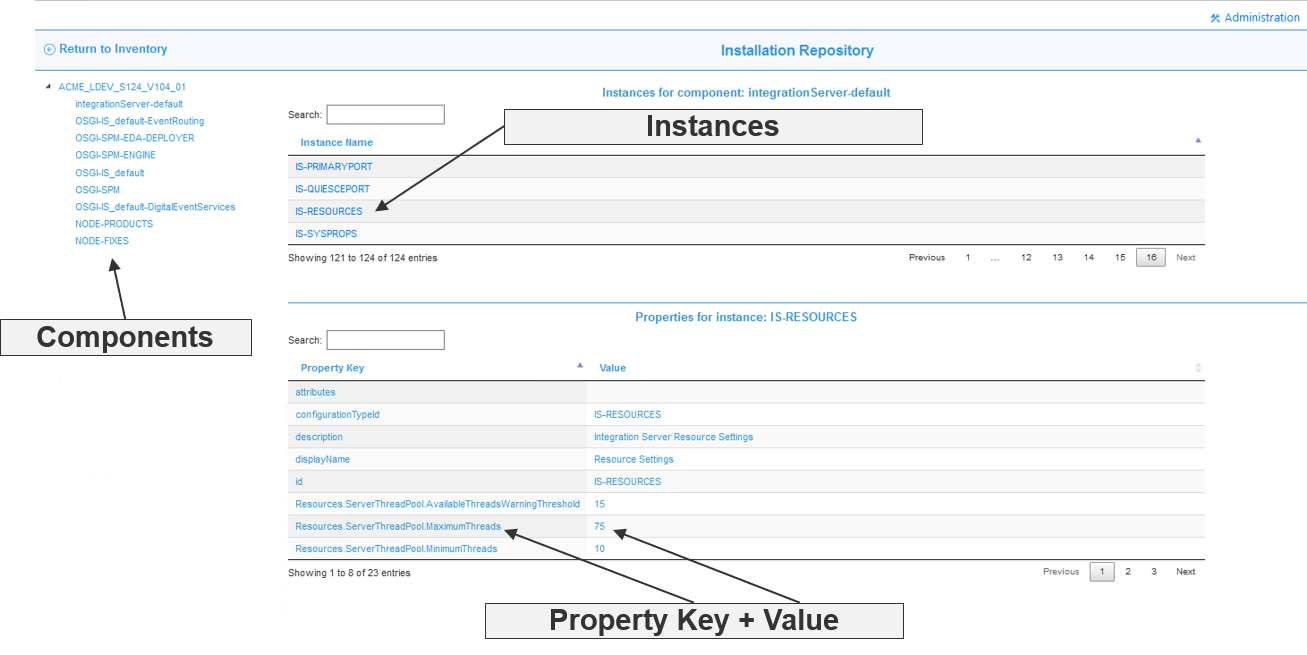 Administration
Return to Inventory
Installation Repository
ACME_LDEV_S124_V104_01
integrationServer-default
OSGI-IS_default-EventRouting
OSGI-SPM-EDA-DEPLOYER
OSGI-SPM-ENGINE
OSGI-IS_default
OSGI-SPM
OSGI-IS_default-DigitalEventServices
NODE-PRODUCTS
NODE-FIXES
Components
Instances for component: integrationServer-default
Search:
Instances
Instance Name
IS-PRIMARYPORT
IS-QUIESCEPORT
IS-RESOURCES
IS-SYSPROPS
Showing 121 to 124 of 124 entries Previous 1 ... 12 13 14 15 16 Next
Properties for instance: IS-RESOURCES
Search:
Property Key Value
attributes
configurationTypeId IS-RESOURCES
description Integration Server Resource Settings
displayName Resource Settings
id IS-RESOURCES
Resources.ServerThreadPool.AvailableThreadsWarningThreshold 15
Resources.ServerThreadPool.MaximumThreads 75
Resources.ServerThreadPool.MinimumThreads 10
Showing 1 to 8 of 23 entries Previous 1 2 3 Next
Property Key + Value